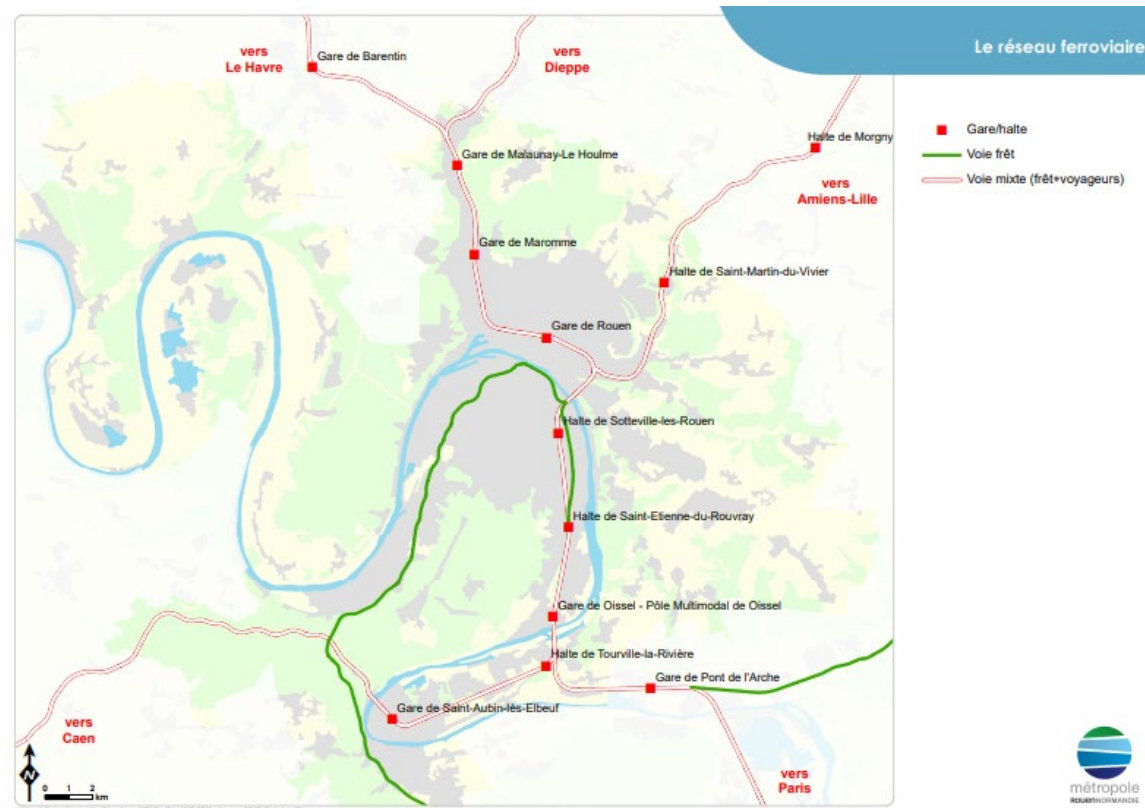 Le réseau ferroviaire
vers
Le Havre
Gare de Barentin
vers
Dieppe
Halte de Morgny
vers
Amiens-Lille
Gare de Malaunay-Le Houlme
Gare de Maromme
Halte de Saint-Martin-du-Vivier
Gare de Rouen
Halte de Sotteville-les-Rouen
Halte de Saint-Etienne-du-Rouvray
Gare de Oissel - Pôle Multimodal de Oissel
Halte de Tourville-la-Rivière
Gare de Pont de l'Arche
Gare de Saint-Aubin-lès-Elbeuf
vers
Caen
vers
Paris
N
0 1 2
km
Gare/halte
Voie frêt
Voie mixte (frêt+voyageurs)
métropole
ROUENNORMANDIE